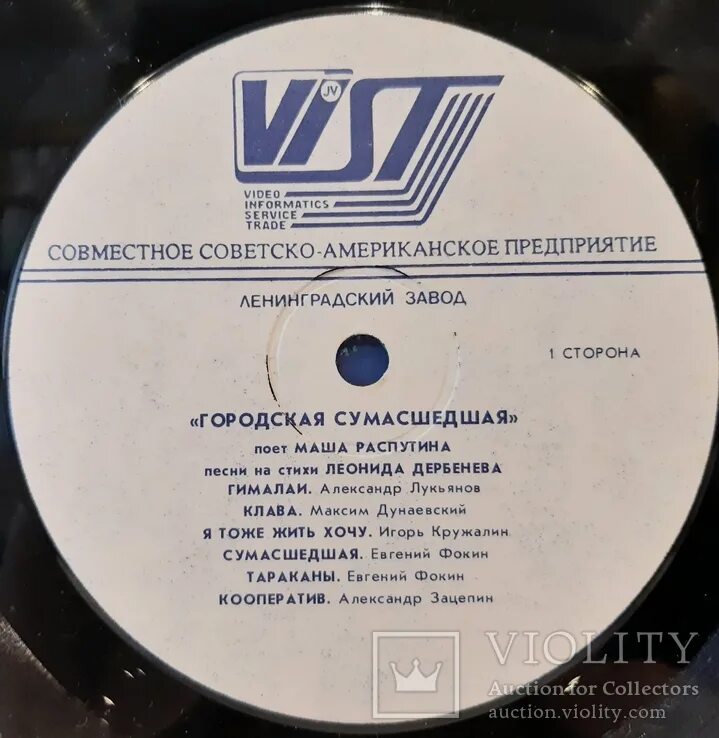 VIST
JV
VIDEO
INFORMATICS
SERVICE
TRADE
СОВМЕСТНОЕ СОВЕТСКО-АМЕРИКАНСКОЕ ПРЕДПРИЯТИЕ
ЛЕНИНГРАДСКИЙ ЗАВОД
1 СТОРОНА
«ГОРОДСКАЯ СУМАСШЕДШАЯ»
поет МАША РАСПУТИНА
песни на стихи ЛЕОНИДА ДЕРБЕНЕВА
ГИМАЛАИ. Александр Лукьянов
КЛАВА. Максим Дунаевский
Я ТОЖЕ ЖИТЬ ХОЧУ. Игорь Кружалин
СУМАСШЕДШАЯ. Евгений Фокин
ТАРАКАНЫ. Евгений Фокин
КООПЕРАТИВ. Александр Зацепин
VIOLITY
Auction for Collectors
auction.violity.com